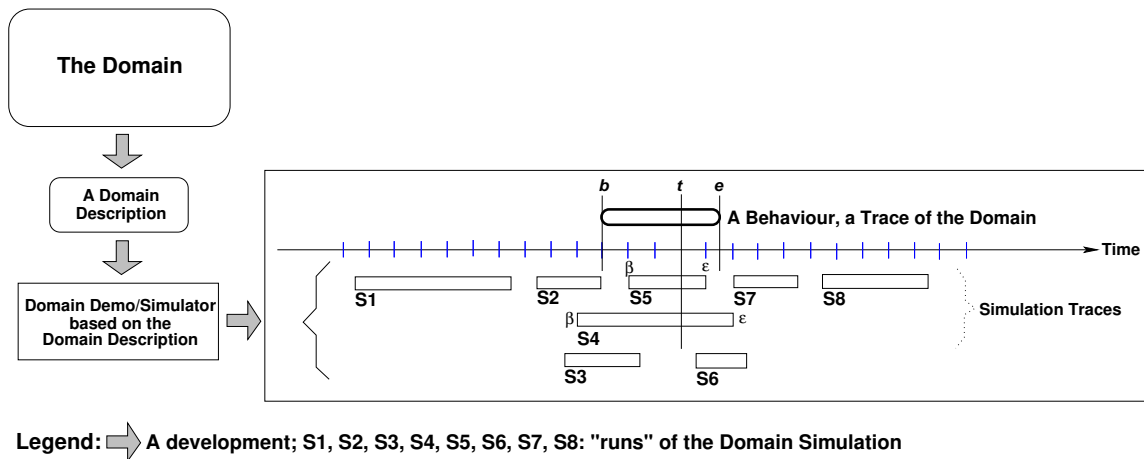 The Domain
A Domain
Description
Domain Demo/Simulator
based on the
Domain Description
b t e
A Behaviour, a Trace of the Domain
Time
β ε
S1 S2 S5 S7 S8
Simulation Traces
β ε
S4
S3 S6
Legend: A development; S1, S2, S3, S4, S5, S6, S7, S8: "runs" of the Domain Simulation